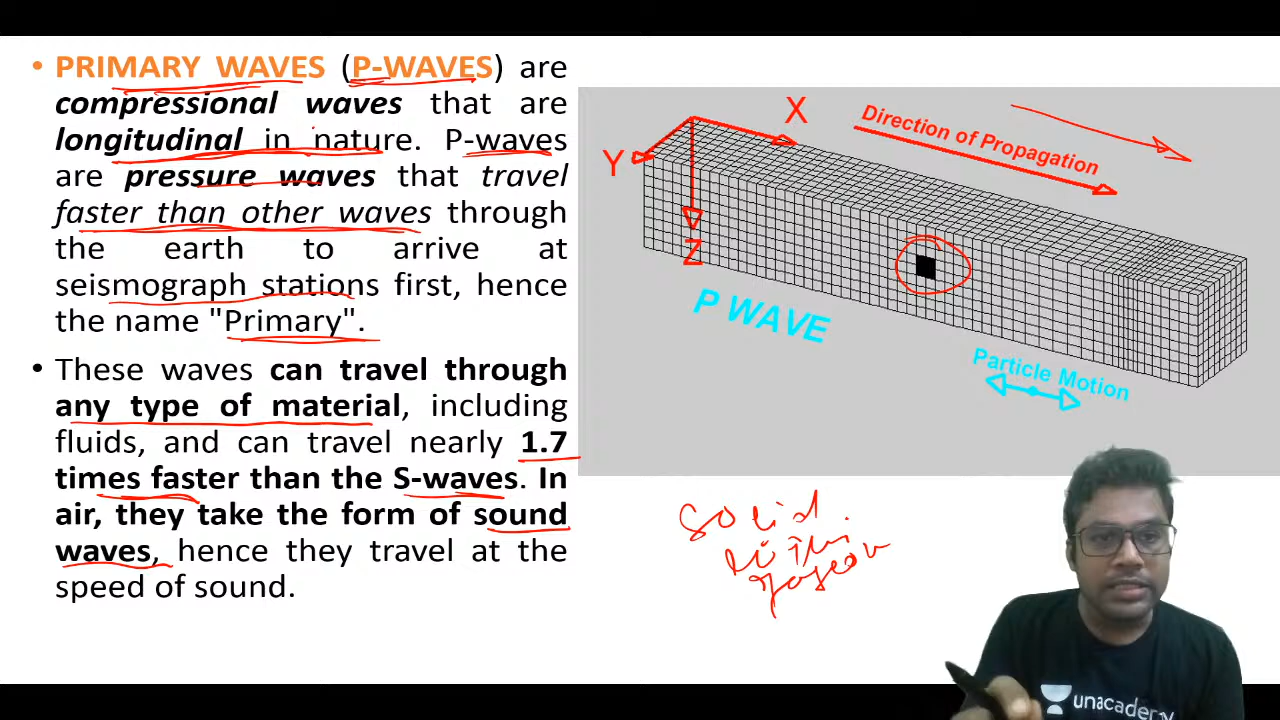 • PRIMARY WAVES (P-WAVES) are
compressional waves that are
longitudinal in nature. P-waves
are pressure waves that travel
faster than other waves through
the earth to arrive at
seismograph stations first, hence
the name "Primary".
• These waves can travel through
any type of material, including
fluids, and can travel nearly 1.7
times faster than the S-waves. In
air, they take the form of sound
waves, hence they travel at the
speed of sound.
X
Direction of Propagation
Y
Z
P WAVE
Particle Motion
Solid.
unacademy